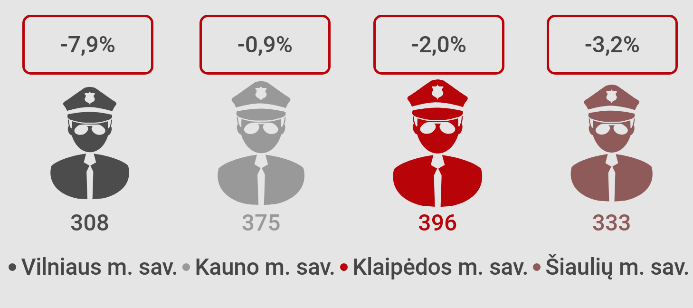 -7,9% -0,9% -2,0% -3,2%
308 375 396 333
• Vilniaus m. sav. • Kauno m. sav. • Klaipėdos m. sav. • Šiaulių m. sav.